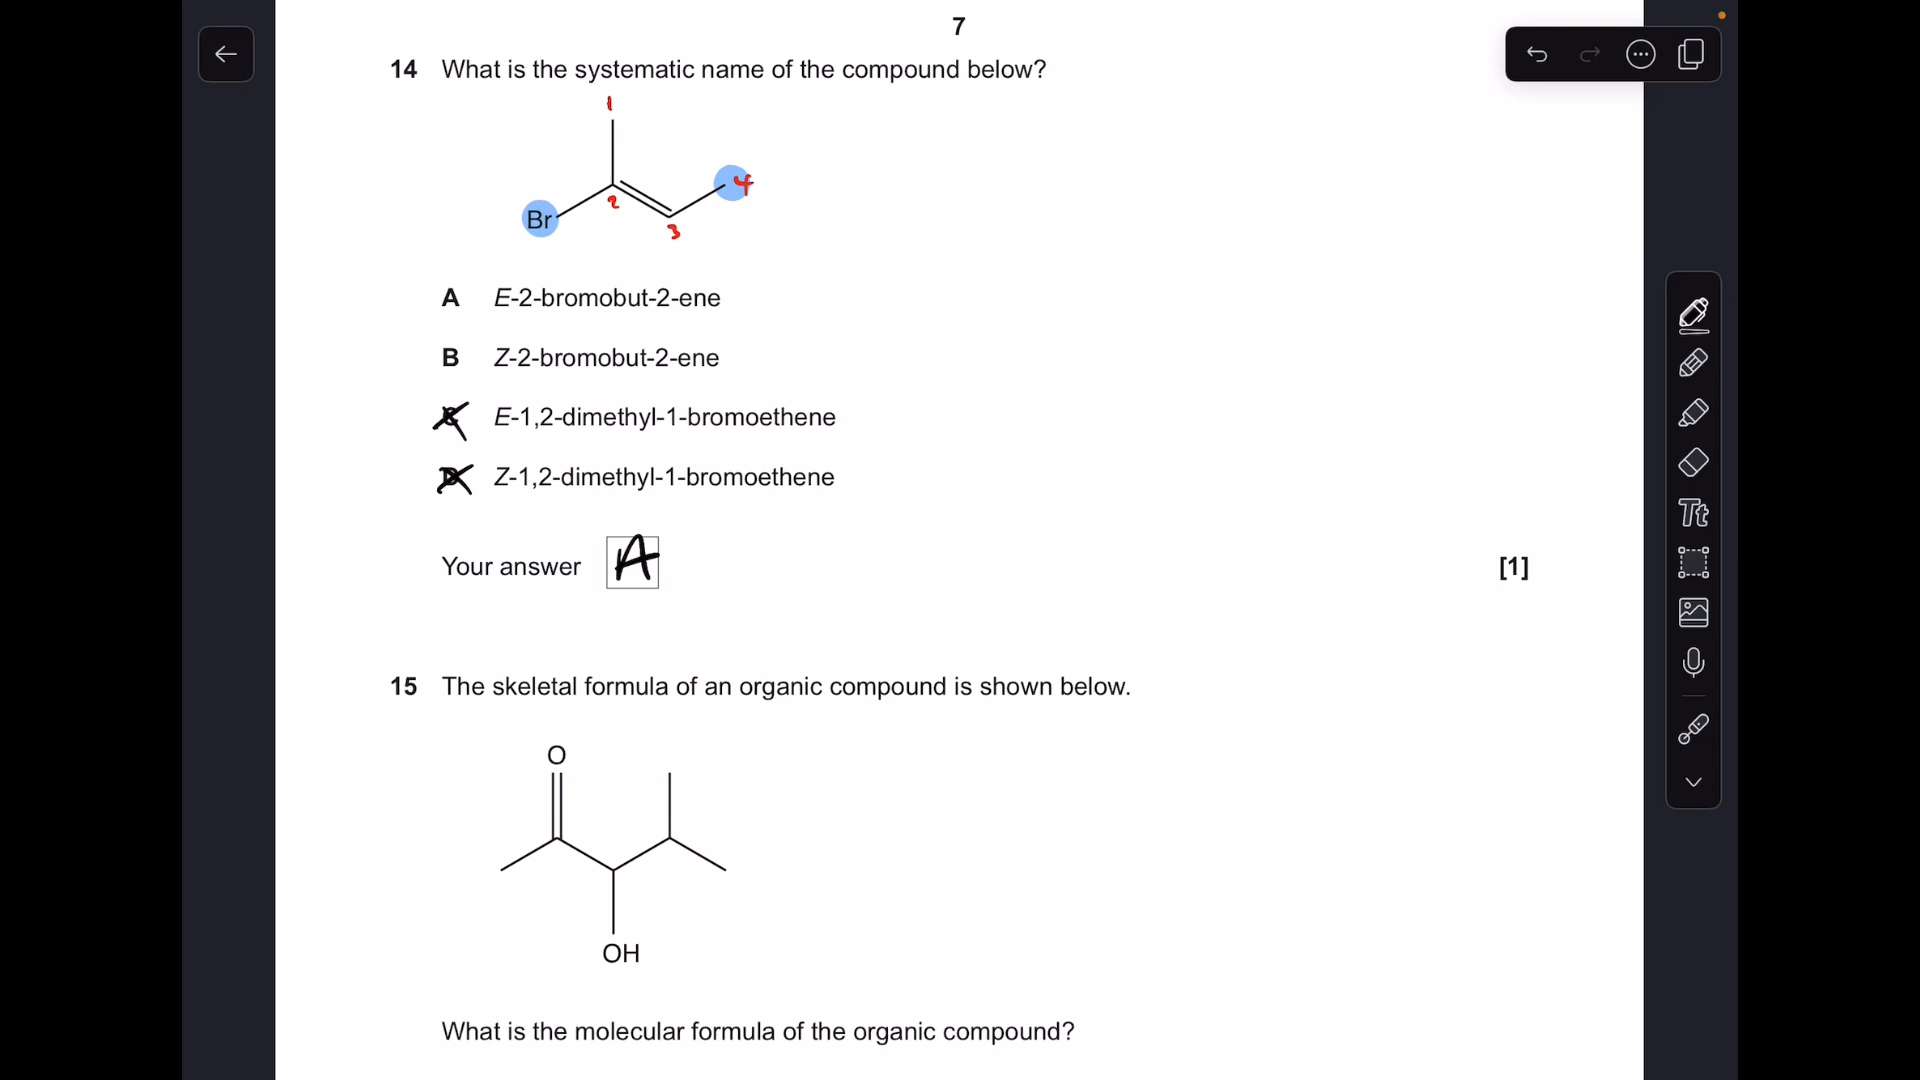 7
14 What is the systematic name of the compound below?
1
4
Br
2
3
A E-2-bromobut-2-ene
B Z-2-bromobut-2-ene
C E-1,2-dimethyl-1-bromoethene
D Z-1,2-dimethyl-1-bromoethene
Your answer A [1]
15 The skeletal formula of an organic compound is shown below.
O
OH
What is the molecular formula of the organic compound?
Tt